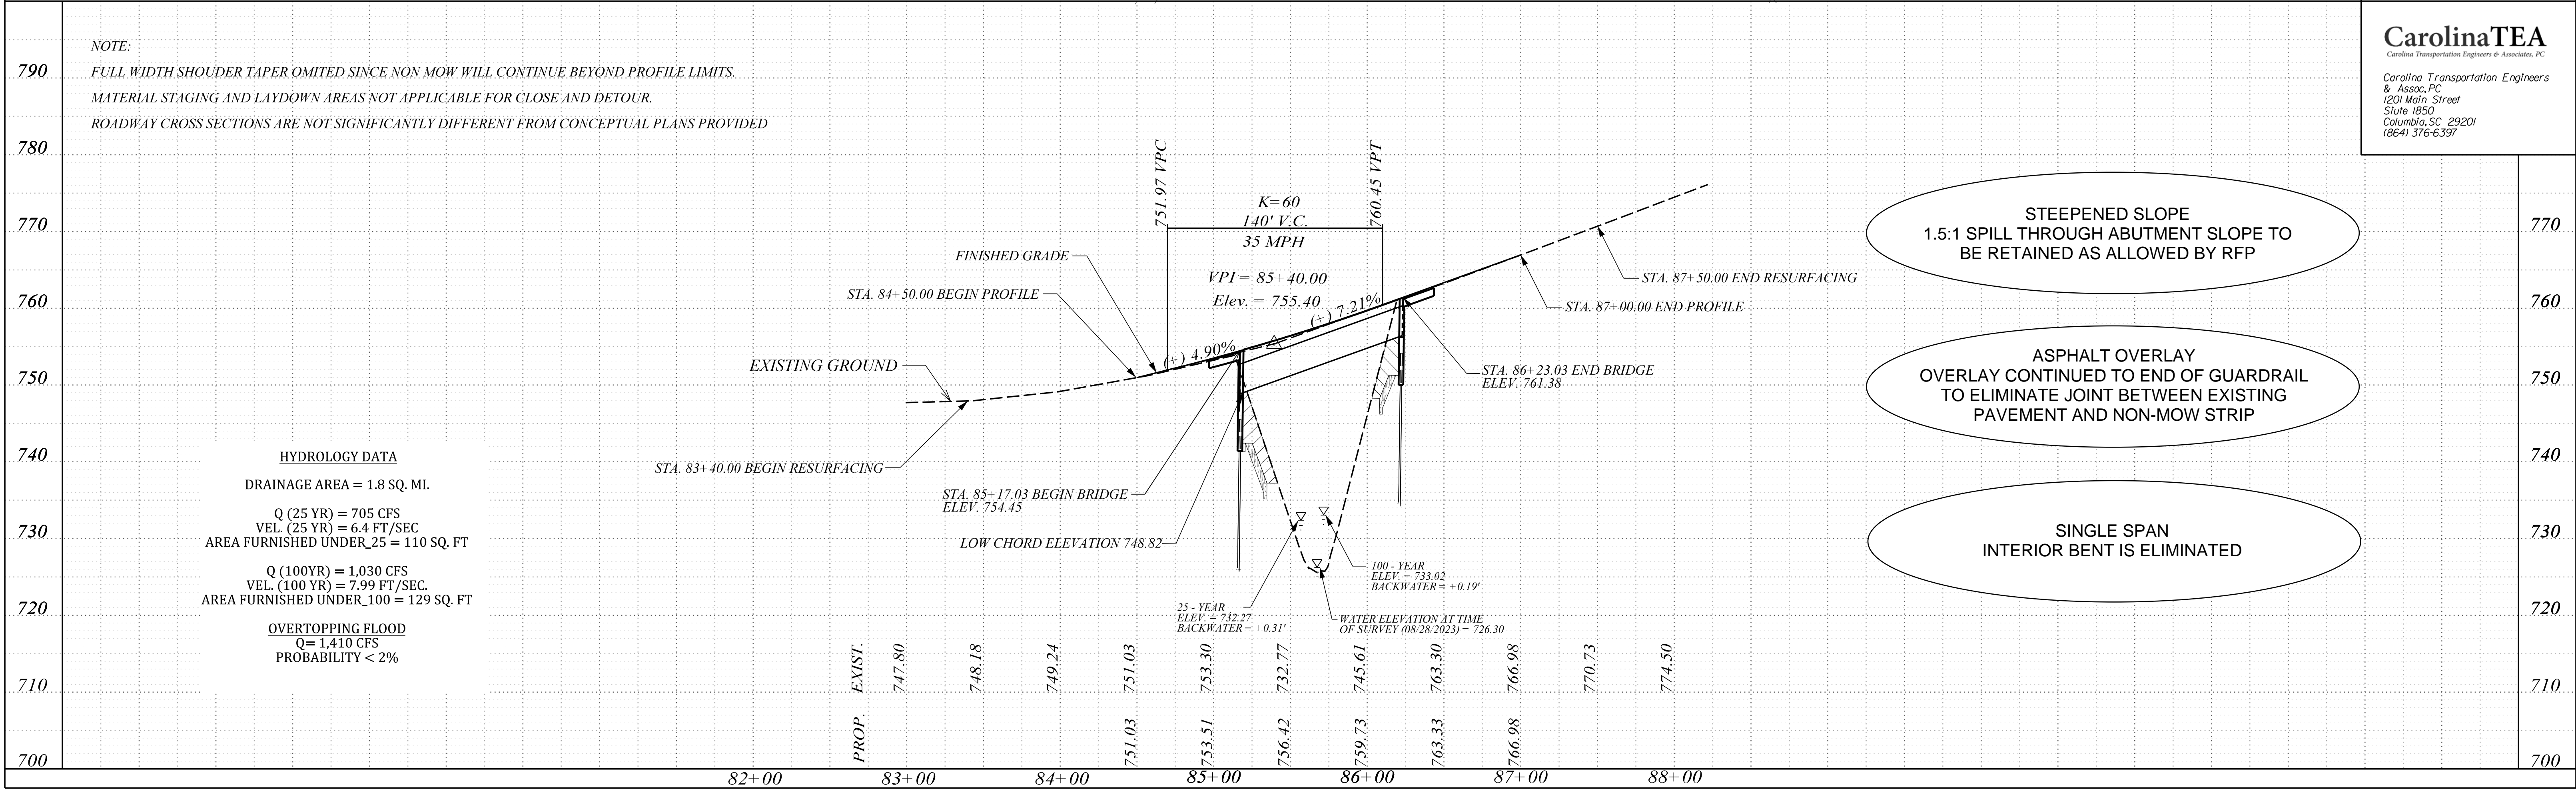 NOTE:
FULL WIDTH SHOUDER TAPER OMITED SINCE NON MOW WILL CONTINUE BEYOND PROFILE LIMITS.
MATERIAL STAGING AND LAYDOWN AREAS NOT APPLICABLE FOR CLOSE AND DETOUR.
ROADWAY CROSS SECTIONS ARE NOT SIGNIFICANTLY DIFFERENT FROM CONCEPTUAL PLANS PROVIDED
CarolinaTEA
Carolina Transportation Engineers & Associates, PC
Carolina Transportation Engineers
& Assoc, PC
1201 Main Street
Siute 1850
Columbia, SC 29201
(864) 376-6397
790
780
770
760
750
740
730
720
710
700
751.97 VPC
760.45 VPT
K=60
140' V.C.
35 MPH
VPI = 85+40.00
Elev. = 755.40
(+) 4.90%
(+) 7.21%
FINISHED GRADE
STA. 84+50.00 BEGIN PROFILE
EXISTING GROUND
STA. 83+40.00 BEGIN RESURFACING
STA. 85+17.03 BEGIN BRIDGE
ELEV. 754.45
LOW CHORD ELEVATION 748.82
25 - YEAR
ELEV. = 732.27
BACKWATER = +0.31'
100 - YEAR
ELEV. = 733.02
BACKWATER = +0.19'
WATER ELEVATION AT TIME
OF SURVEY (08/28/2023) = 726.30
STA. 86+23.03 END BRIDGE
ELEV. 761.38
STA. 87+00.00 END PROFILE
STA. 87+50.00 END RESURFACING
HYDROLOGY DATA
DRAINAGE AREA = 1.8 SQ. MI.
Q (25 YR) = 705 CFS
VEL. (25 YR) = 6.4 FT/SEC
AREA FURNISHED UNDER_25 = 110 SQ. FT
Q (100YR) = 1,030 CFS
VEL. (100 YR) = 7.99 FT/SEC.
AREA FURNISHED UNDER_100 = 129 SQ. FT
OVERTOPPING FLOOD
Q= 1,410 CFS
PROBABILITY < 2%
STEEPENED SLOPE
1.5:1 SPILL THROUGH ABUTMENT SLOPE TO
BE RETAINED AS ALLOWED BY RFP
ASPHALT OVERLAY
OVERLAY CONTINUED TO END OF GUARDRAIL
TO ELIMINATE JOINT BETWEEN EXISTING
PAVEMENT AND NON-MOW STRIP
SINGLE SPAN
INTERIOR BENT IS ELIMINATED
770
760
750
740
730
720
710
700
EXIST. 747.80 748.18 749.24 751.03 753.30 732.77 745.61 763.30 766.98 770.73 774.50
PROP. 751.03 753.51 756.42 759.73 763.33 766.98
82+00 83+00 84+00 85+00 86+00 87+00 88+00